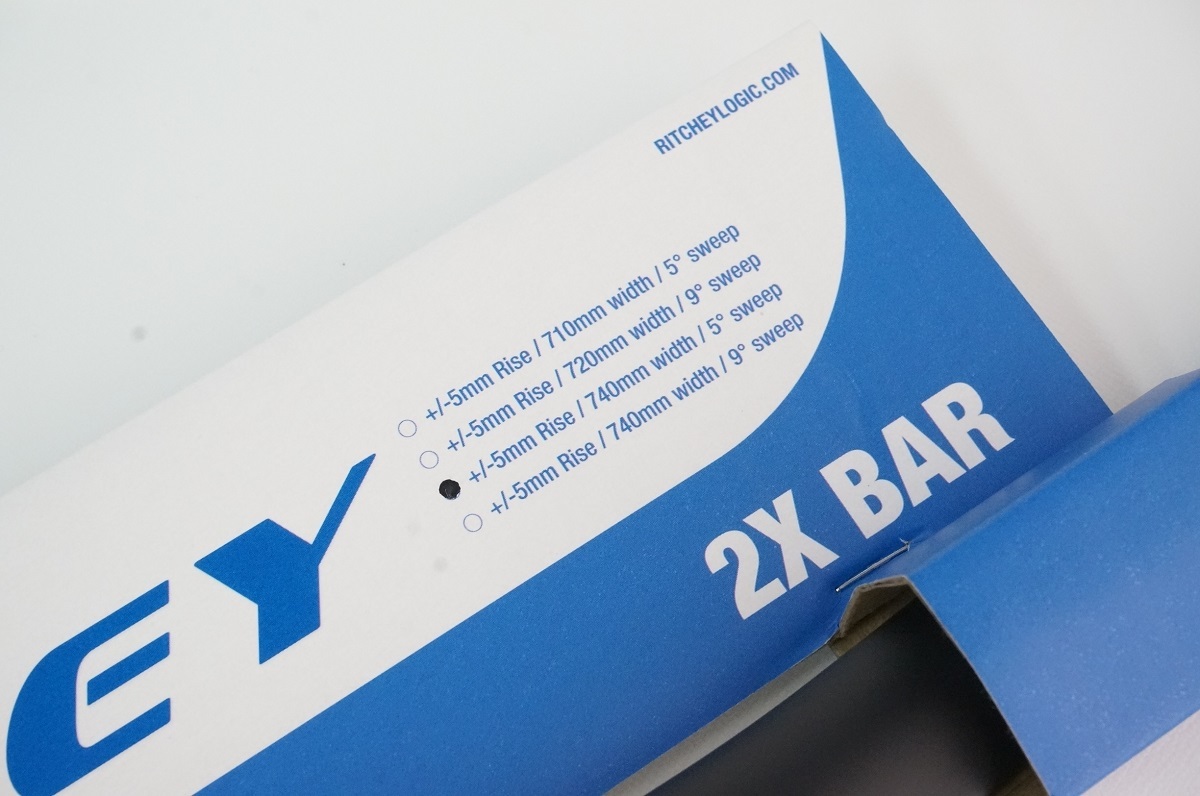 RITCHEYLOGIC.COM
+/-5mm Rise / 710mm width / 5° sweep
+/-5mm Rise / 720mm width / 9° sweep
+/-5mm Rise / 740mm width / 5° sweep
+/-5mm Rise / 740mm width / 9° sweep
EY
2X BAR